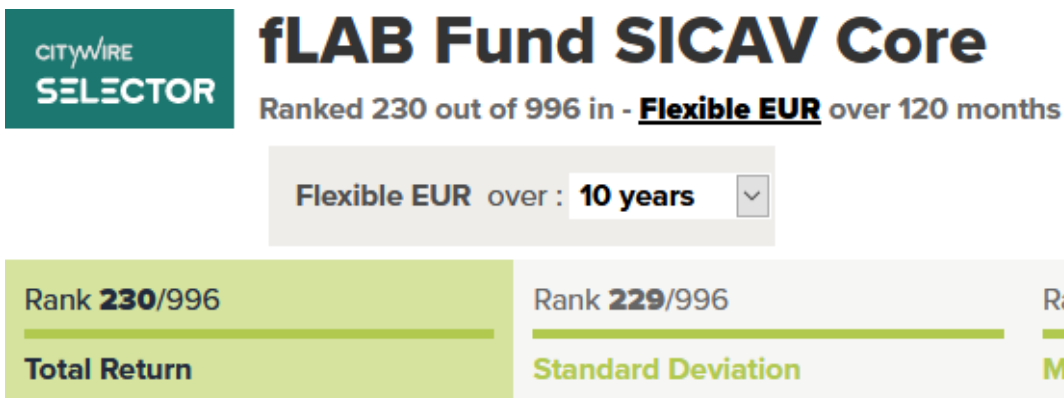 CITYWIRE
SELECTOR
fLAB Fund SICAV Core
Ranked 230 out of 996 in - Flexible EUR over 120 months
Flexible EUR over : 10 years
Rank 230/996
Total Return
Rank 229/996
Standard Deviation